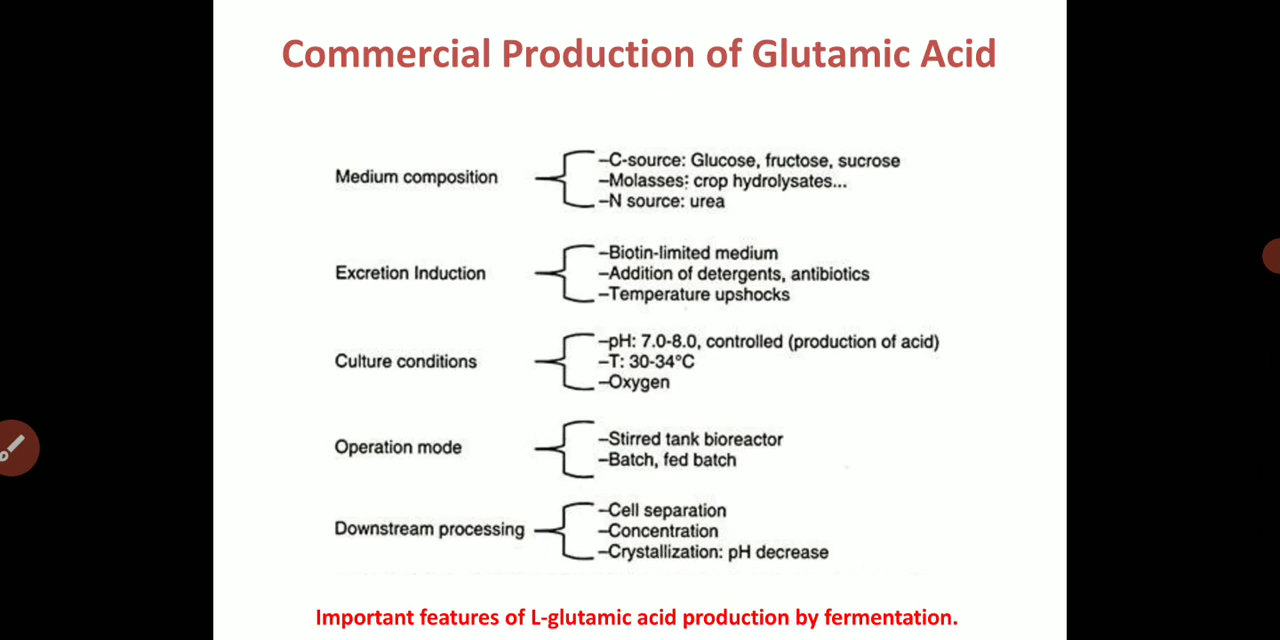 Commercial Production of Glutamic Acid
Medium composition
–C-source: Glucose, fructose, sucrose
–Molasses: crop hydrolysates...
–N source: urea
Excretion Induction
–Biotin-limited medium
–Addition of detergents, antibiotics
–Temperature upshocks
Culture conditions
–pH: 7.0-8.0, controlled (production of acid)
–T: 30-34°C
–Oxygen
Operation mode
–Stirred tank bioreactor
–Batch, fed batch
Downstream processing
–Cell separation
–Concentration
–Crystallization: pH decrease
Important features of L-glutamic acid production by fermentation.